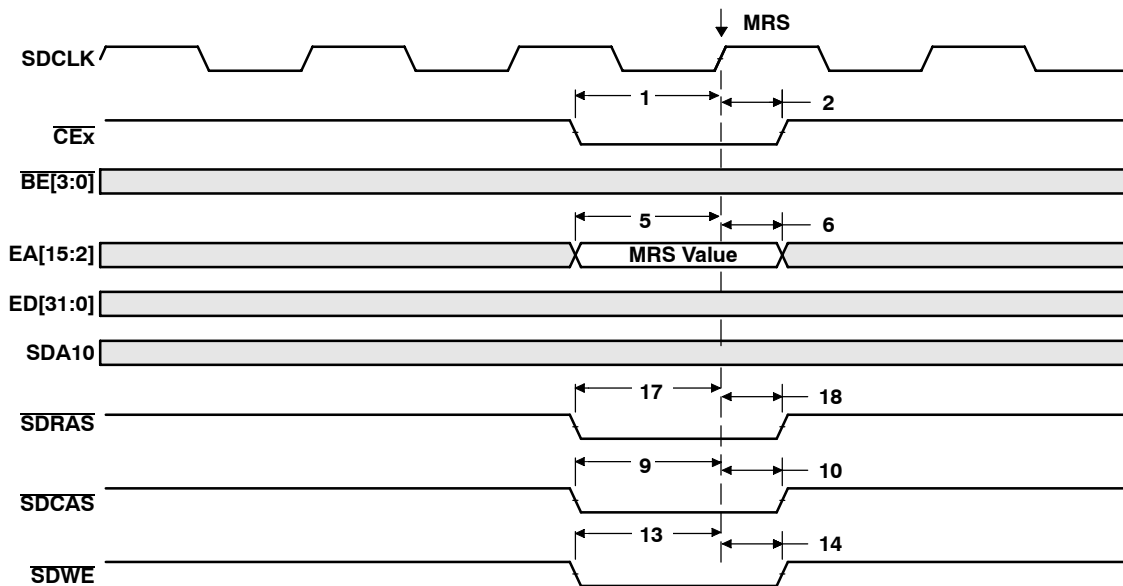 MRS
SDCLK
1
2
CEx
BE[3:0]
5
6
EA[15:2]
MRS Value
ED[31:0]
SDA10
17
18
SDRAS
9
10
SDCAS
13
14
SDWE